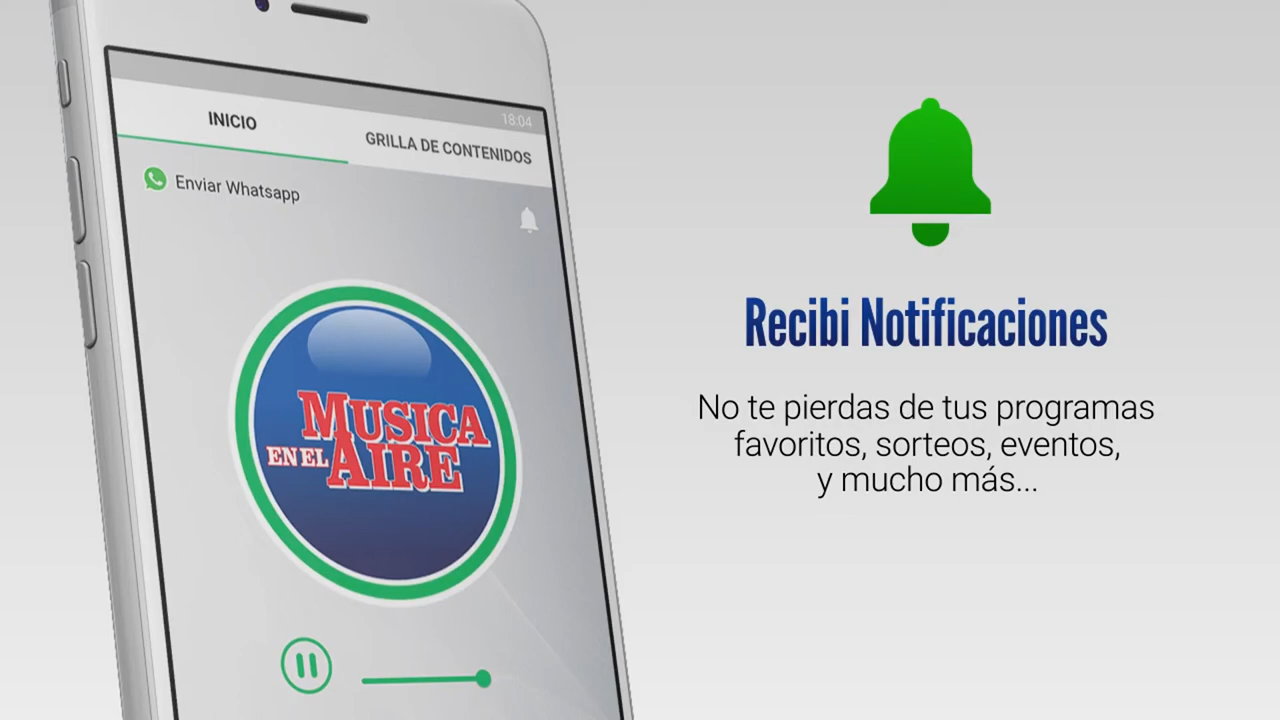 18:04
INICIO
GRILLA DE CONTENIDOS
Enviar Whatsapp
MUSICA
EN EL AIRE
Recibi Notificaciones
No te pierdas de tus programas
favoritos, sorteos, eventos,
y mucho más...